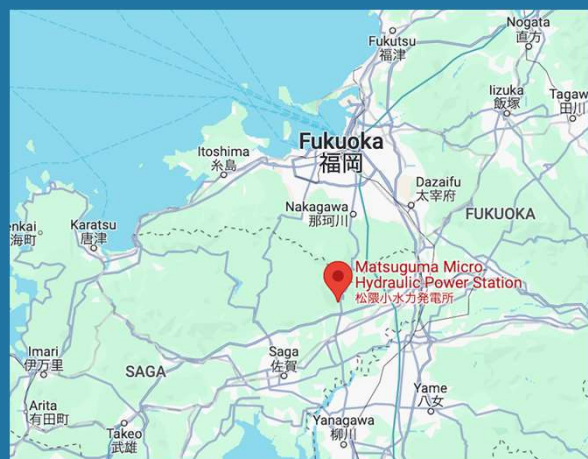 Nogata
直方
Fukutsu
福津
Iizuka
飯塚
Tagaw
田川
Fukuoka
福岡
Itoshima
糸島
Dazaifu
太宰府
Nakagawa
那珂川
FUKUOKA
enkai
海町
Karatsu
唐津
Matsuguma Micro
Hydraulic Power Station
松隈小水力発電所
Imari
伊万里
SAGA
Saga
佐賀
Yame
八女
Arita
有田町
Takeo
武雄
Yanagawa
柳川